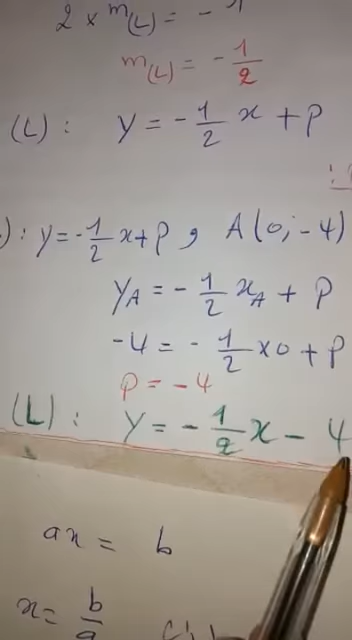 2 × m(L) = - 1
m(L) = - 1/2
(L) : y = - 1/2 x + P
: y = - 1/2 x + P , A(0; -4)
yA = - 1/2 xA + P
-4 = - 1/2 × 0 + P
P = -4
(L) : y = - 1/2 x - 4
ax = b
x = b/a